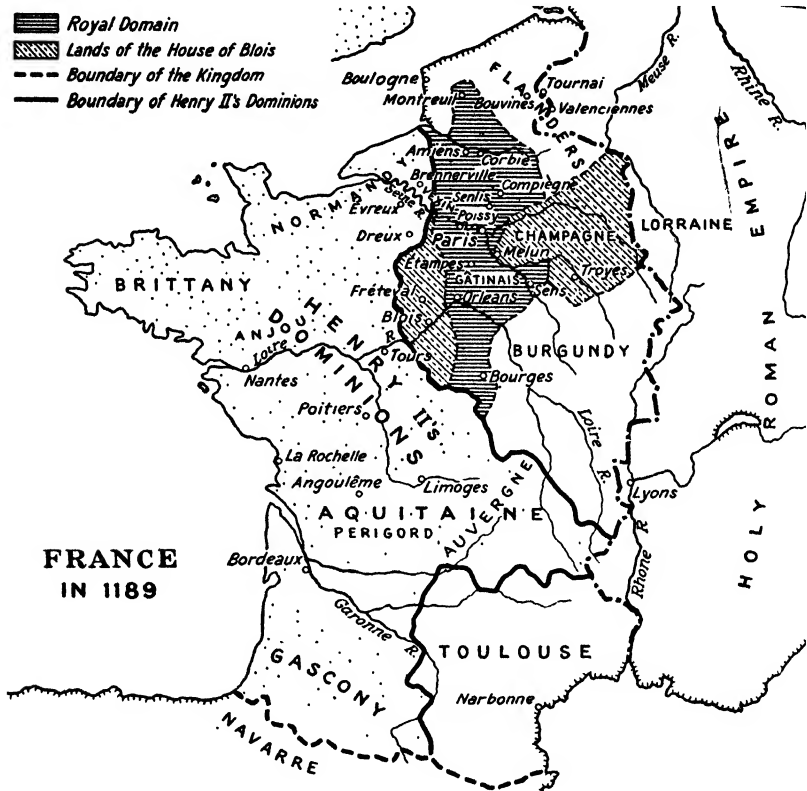 Royal Domain
Lands of the House of Blois
Boundary of the Kingdom
Boundary of Henry II's Dominions
Boulogne
Montreuil
FLANDERS
Tournai
Bouvines
Valenciennes
Meuse R.
Rhine R.
Amiens
Corbie
Brennerville
Compiegne
NORMANDY
Seine R.
VEXIN
Senlis
Poissy
Evreux
Paris
CHAMPAGNE
LORRAINE
Dreux
Melun
Étampes
Troyes
BRITTANY
GÂTINAIS
Sens
Fréteval
Orleans
ANJOU
Blois
Loire R.
Tours
BURGUNDY
Nantes
Bourges
HENRY II's
DOMINIONS
Poitiers
Loire R.
La Rochelle
Limoges
Angoulême
Lyons
AQUITAINE
PERIGORD
AUVERGNE
HOLY ROMAN EMPIRE
FRANCE
IN 1189
Bordeaux
Rhone R
Garonne R.
TOULOUSE
GASCONY
Narbonne
NAVARRE